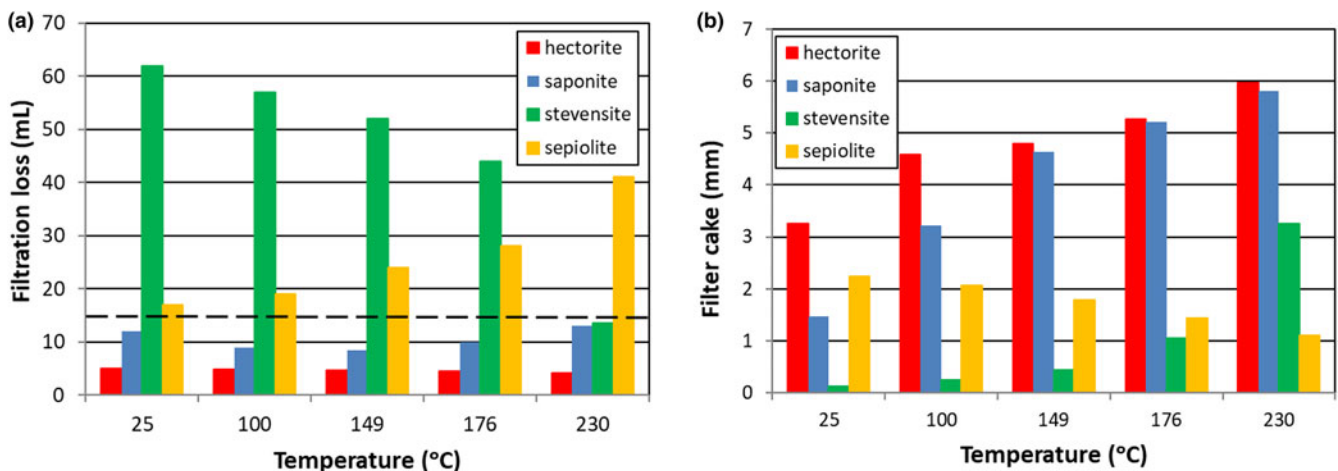 (a)
70
60
50
40
30
20
10
0
Filtration loss (mL)
hectorite
saponite
stevensite
sepiolite
25 100 149 176 230
Temperature (°C)
(b)
7
6
5
4
3
2
1
0
Filter cake (mm)
hectorite
saponite
stevensite
sepiolite
25 100 149 176 230
Temperature (°C)